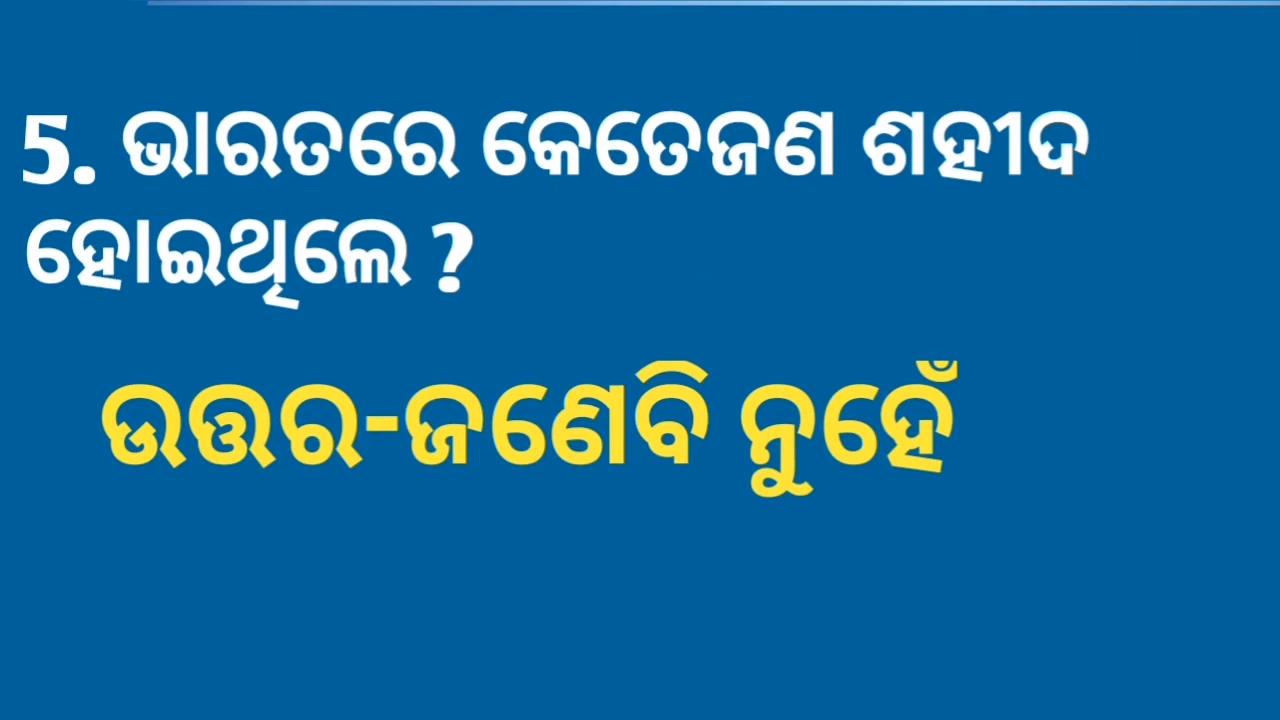 5. ଭାରତରେ କେତେଜଣ ଶହୀଦ
ହୋଇଥିଲେ ?
ଉତ୍ତର-ଜଣେବି ନୁହେଁ